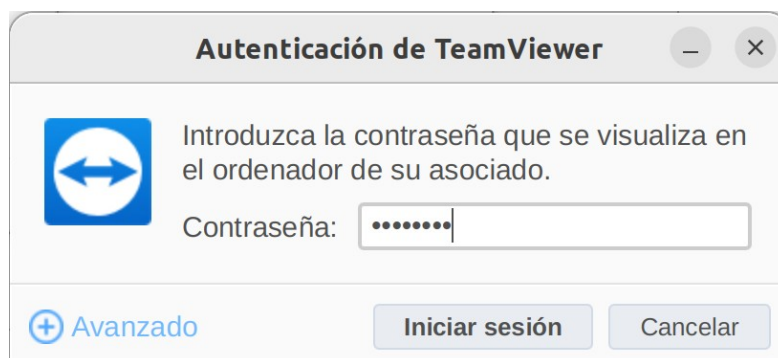 Autenticación de TeamViewer
Introduzca la contraseña que se visualiza en
el ordenador de su asociado.
Contraseña: ••••••••
Avanzado
Iniciar sesión
Cancelar